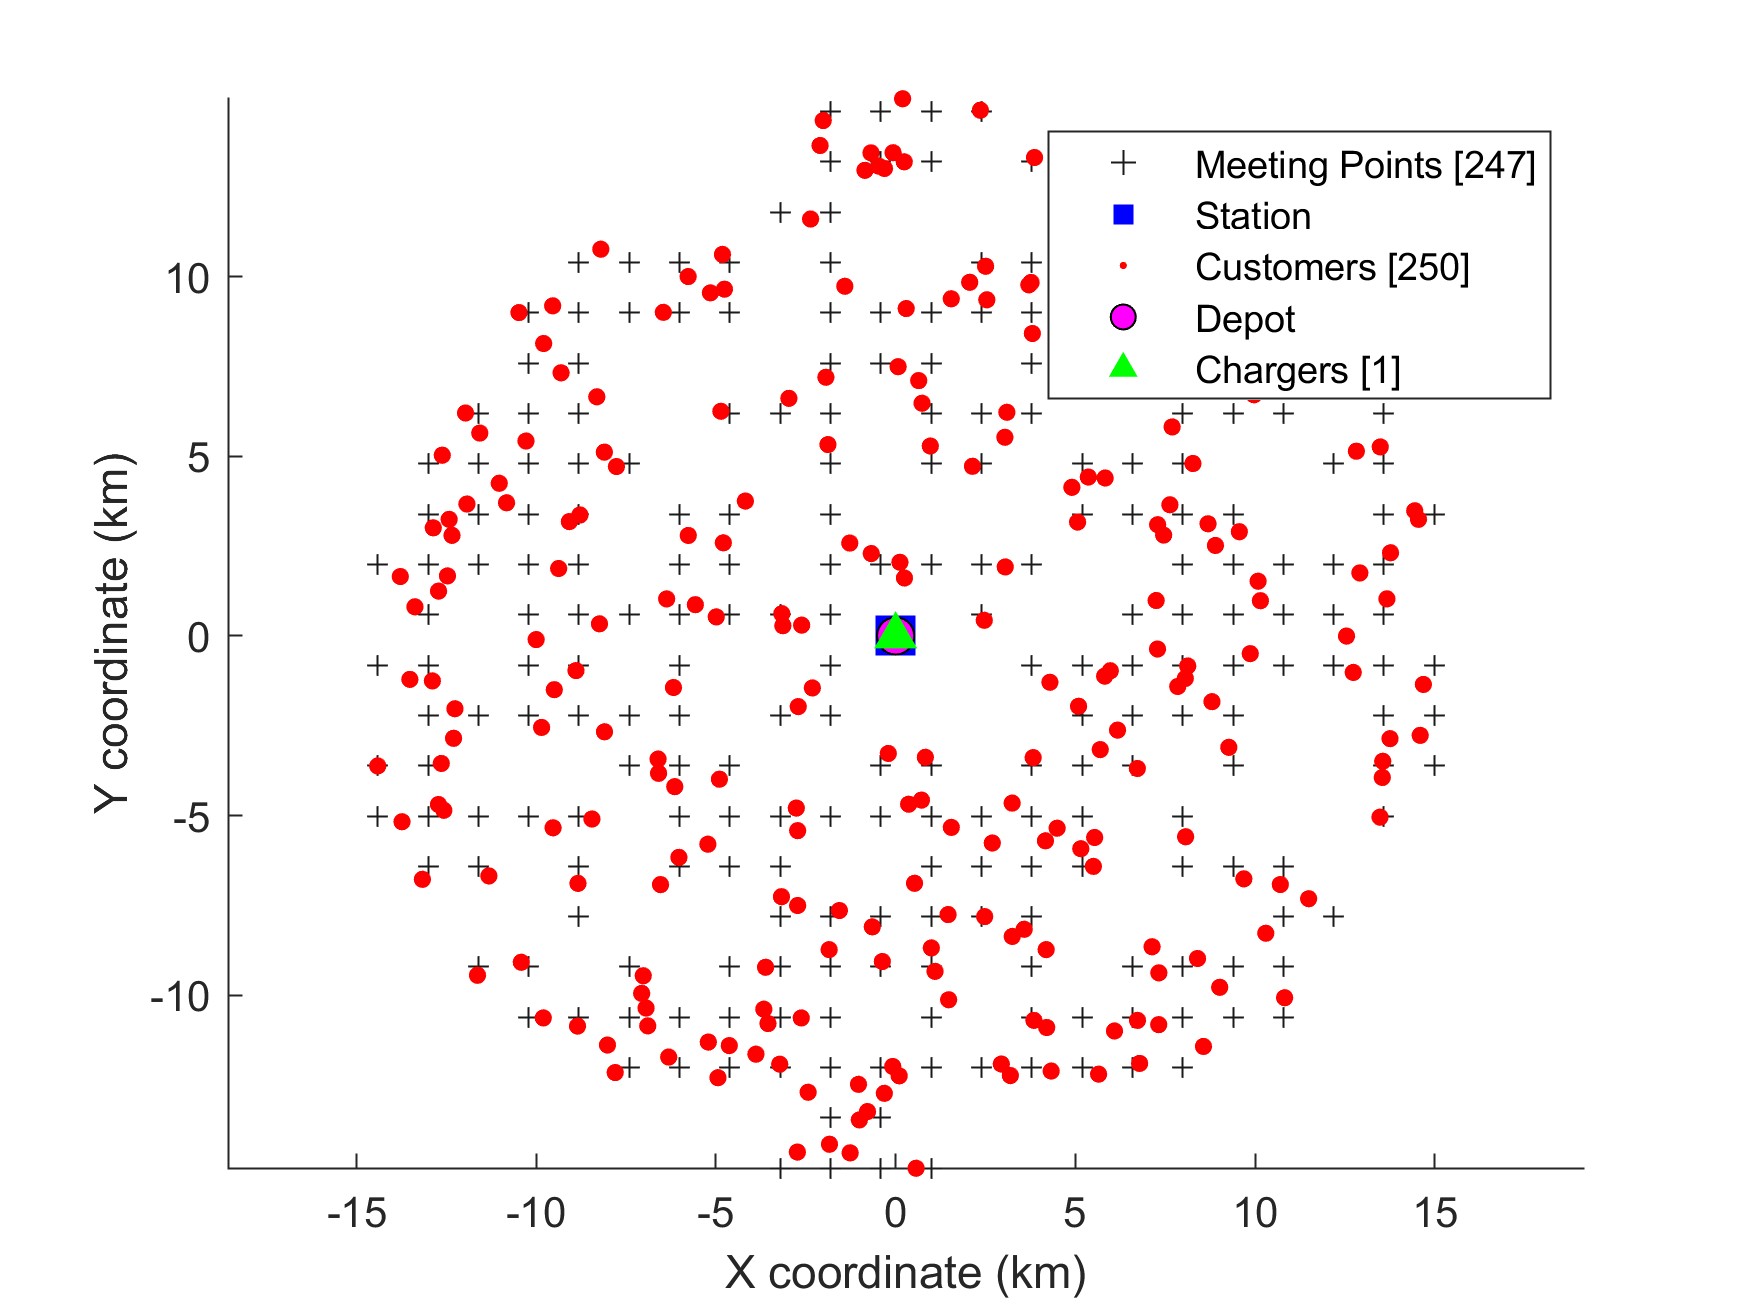 Meeting Points [247]
Station
Customers [250]
Depot
Chargers [1]
10
5
0
-5
-10
Y coordinate (km)
-15
-10
-5
0
5
10
15
X coordinate (km)